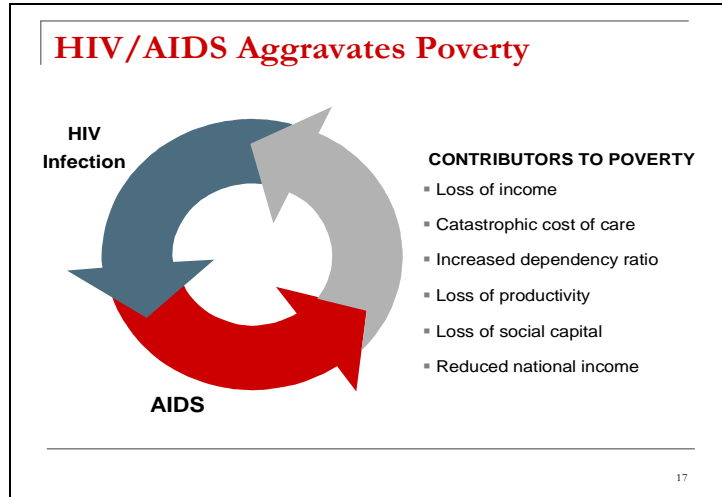 HIV/AIDS Aggravates Poverty
HIV
Infection
AIDS
CONTRIBUTORS TO POVERTY
▪ Loss of income
▪ Catastrophic cost of care
▪ Increased dependency ratio
▪ Loss of productivity
▪ Loss of social capital
▪ Reduced national income
17